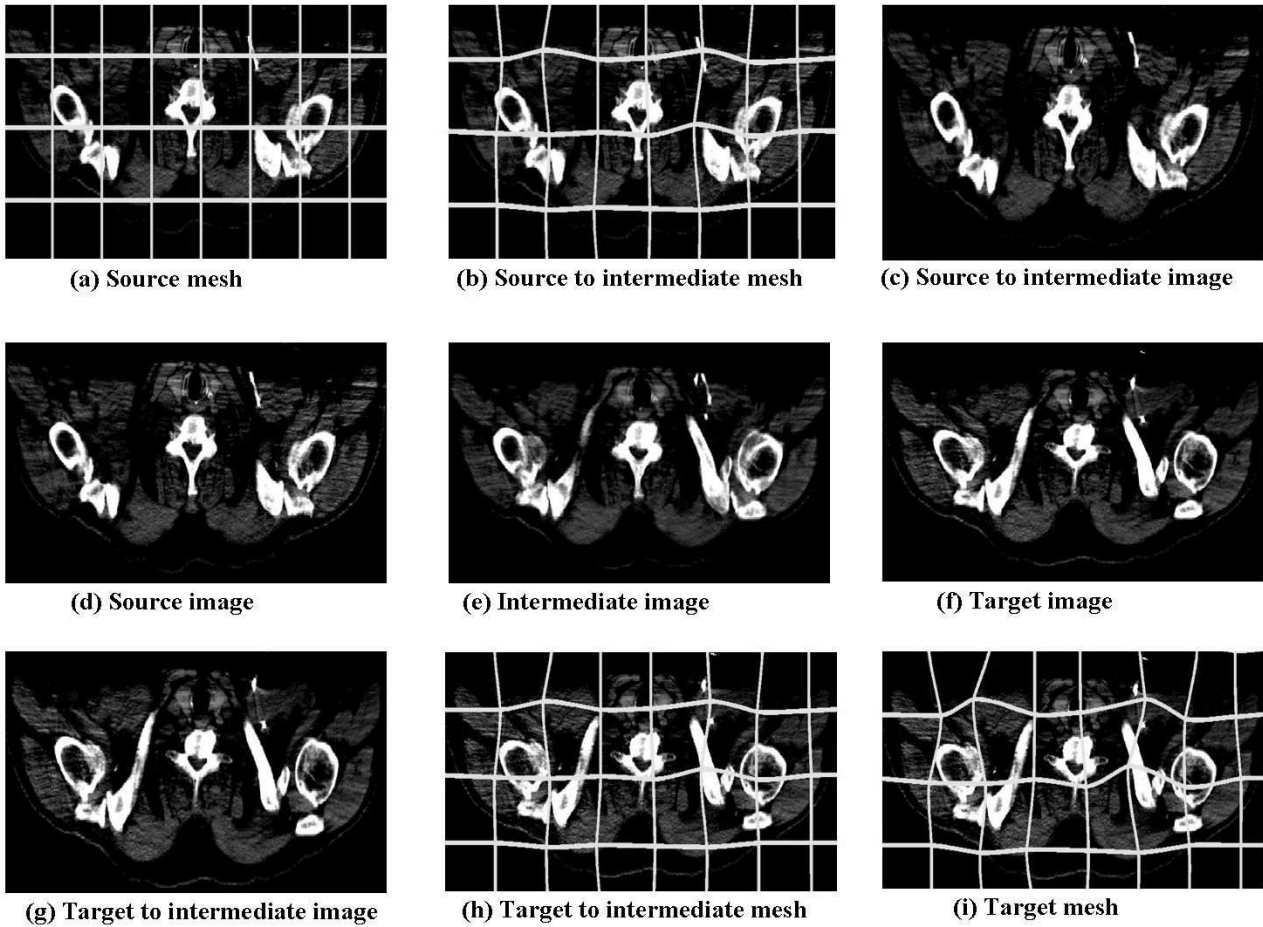 (a) Source mesh
(b) Source to intermediate mesh
(c) Source to intermediate image
(d) Source image
(e) Intermediate image
(f) Target image
(g) Target to intermediate image
(h) Target to intermediate mesh
(i) Target mesh